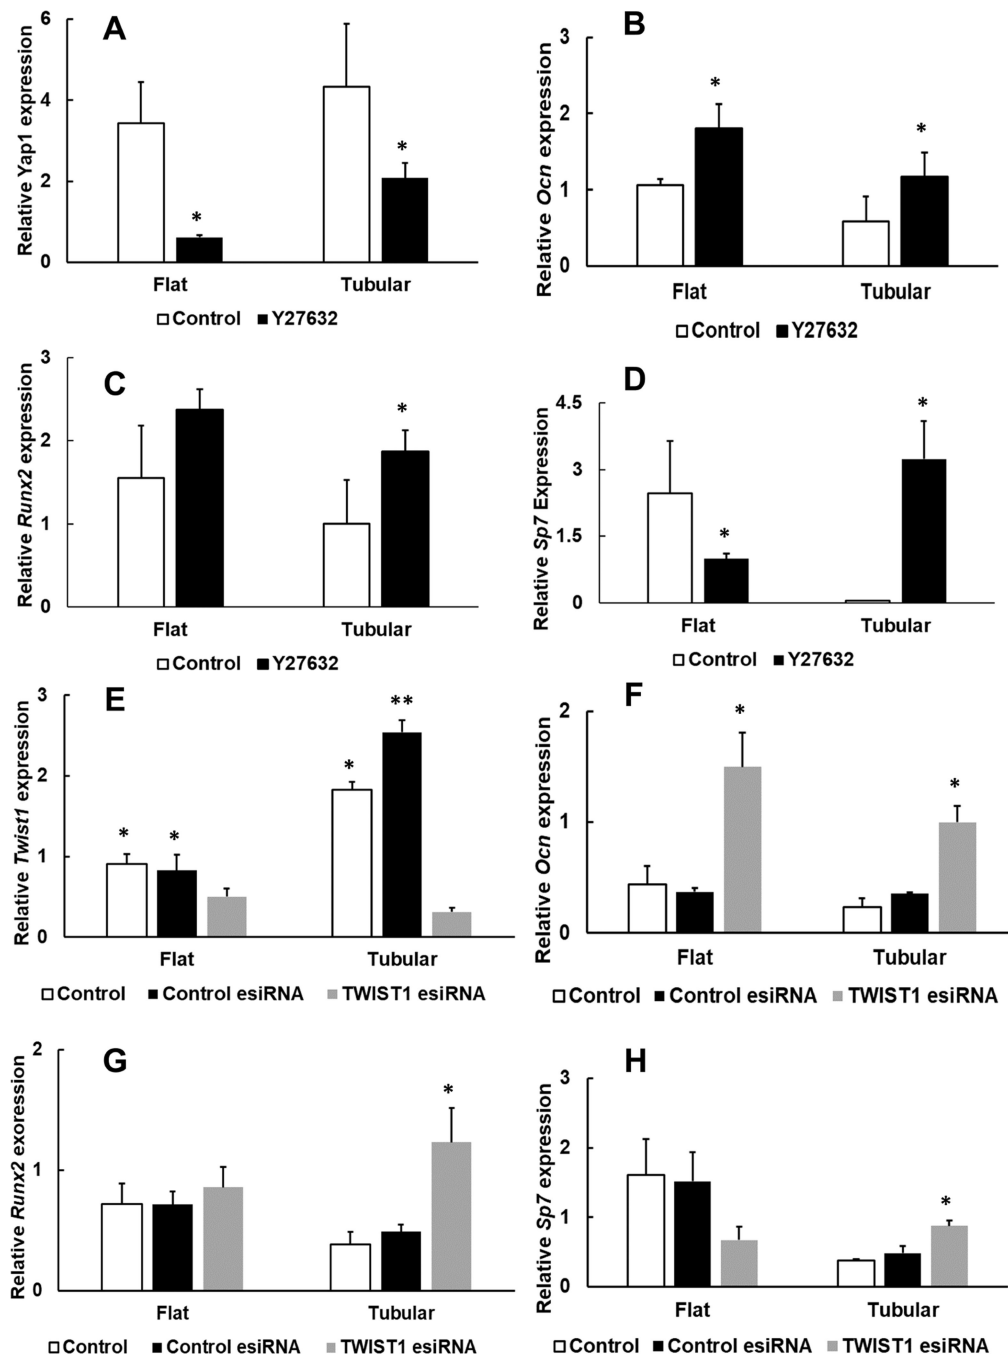 A
Relative Yap1 expression
6
4
2
0
*
*
Flat Tubular
Control Y27632
B
Relative Ocn expression
3
2
1
0
*
*
Flat Tubular
Control Y27632
C
Relative Runx2 expression
3
2
1
0
*
Flat Tubular
Control Y27632
D
Relative Sp7 Expression
4.5
3
1.5
0
*
*
Flat Tubular
Control Y27632
E
Relative Twist1 expression
3
2
1
0
* *
* **
Flat Tubular
Control Control esiRNA TWIST1 esiRNA
F
Relative Ocn expression
2
1
0
*
*
Flat Tubular
Control Control esiRNA TWIST1 esiRNA
G
Relative Runx2 exoression
2
1
0
*
Flat Tubular
Control Control esiRNA TWIST1 esiRNA
H
Relative Sp7 expression
3
2
1
0
*
Flat Tubular
Control Control esiRNA TWIST1 esiRNA